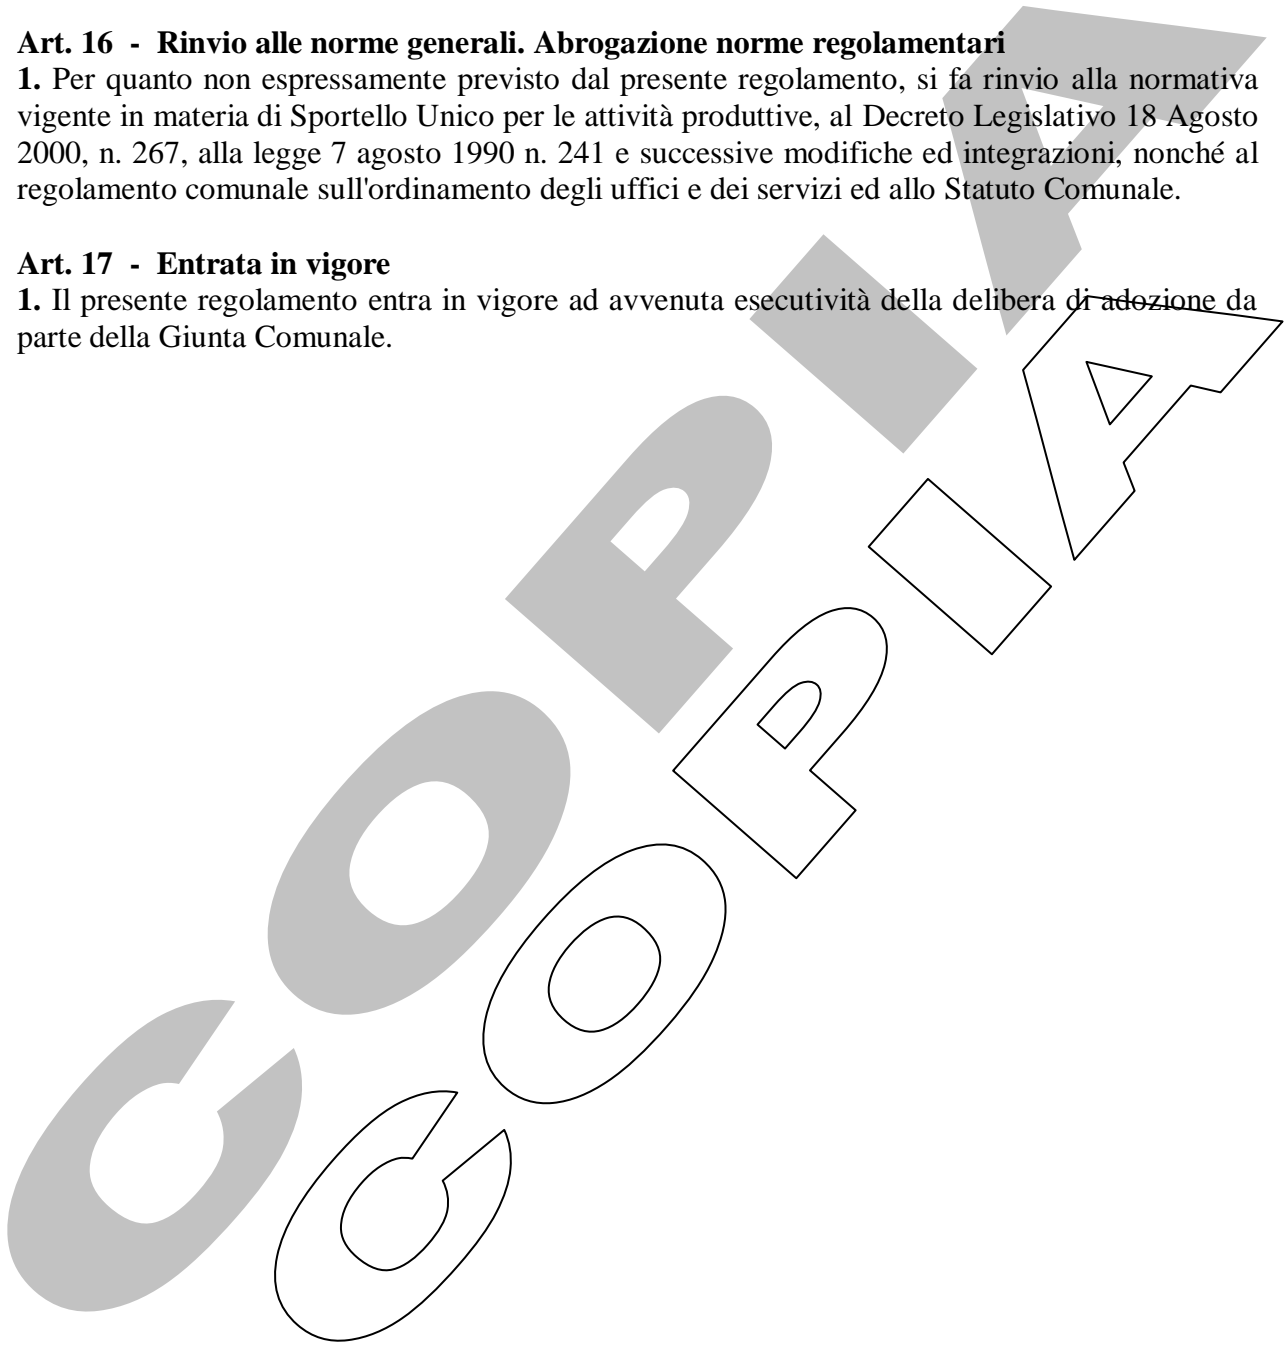 Art. 16 - Rinvio alle norme generali. Abrogazione norme regolamentari
1. Per quanto non espressamente previsto dal presente regolamento, si fa rinvio alla normativa
vigente in materia di Sportello Unico per le attività produttive, al Decreto Legislativo 18 Agosto
2000, n. 267, alla legge 7 agosto 1990 n. 241 e successive modifiche ed integrazioni, nonché al
regolamento comunale sull'ordinamento degli uffici e dei servizi ed allo Statuto Comunale.
Art. 17 - Entrata in vigore
1. Il presente regolamento entra in vigore ad avvenuta esecutività della delibera di adozione da
parte della Giunta Comunale.
COPIA
COPIA